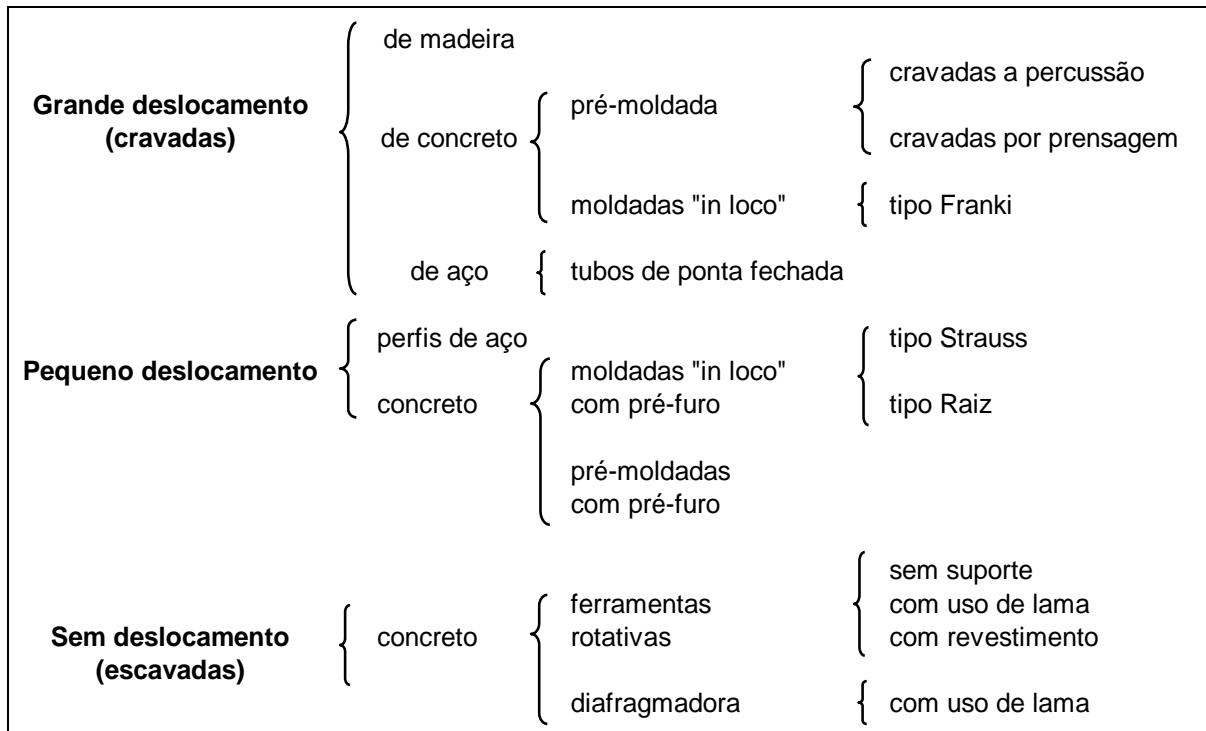 Grande deslocamento
(cravadas)
de madeira
de concreto
pré-moldada
cravadas a percussão
cravadas por prensagem
moldadas "in loco"
tipo Franki
de aço
tubos de ponta fechada
Pequeno deslocamento
perfis de aço
concreto
moldadas "in loco"
com pré-furo
tipo Strauss
tipo Raiz
pré-moldadas
com pré-furo
Sem deslocamento
(escavadas)
concreto
ferramentas
rotativas
sem suporte
com uso de lama
com revestimento
diafragmadora
com uso de lama